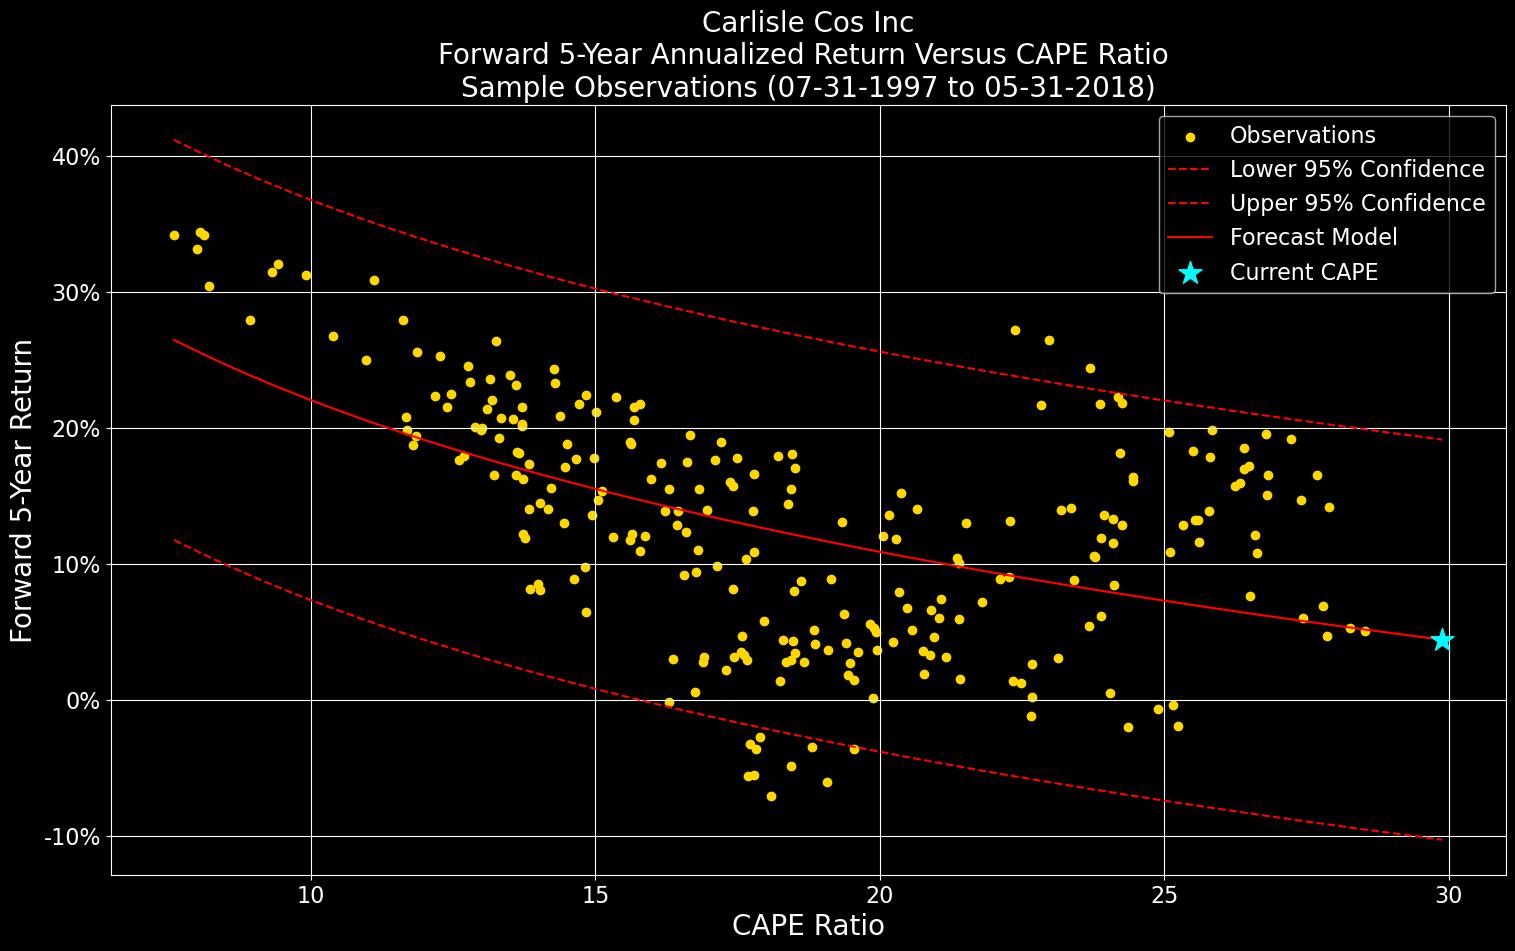 Carlisle Cos Inc
Forward 5-Year Annualized Return Versus CAPE Ratio
Sample Observations (07-31-1997 to 05-31-2018)
Observations
Lower 95% Confidence
Upper 95% Confidence
Forecast Model
Current CAPE
Forward 5-Year Return
40%
30%
20%
10%
0%
-10%
10
15
20
25
30
CAPE Ratio